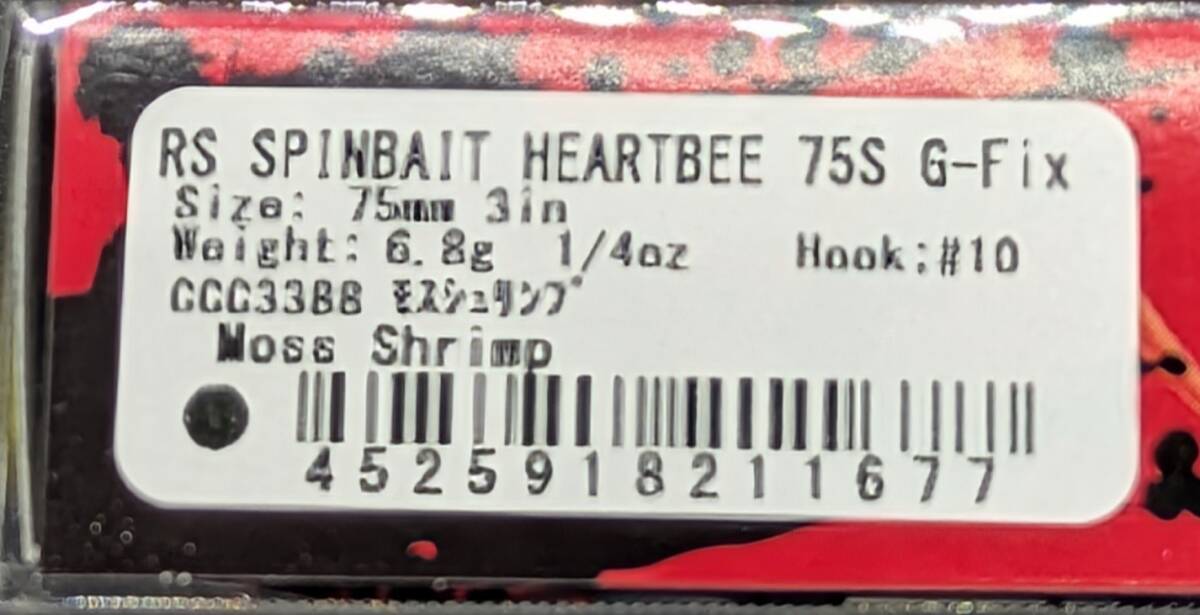 RS SPINBAIT HEARTBEE 75S G-Fix
Size: 75mm 3in
Weight: 6.8g 1/4oz Hook:#10
CCC3388 モスシュリンプ
Moss Shrimp
4525918211677